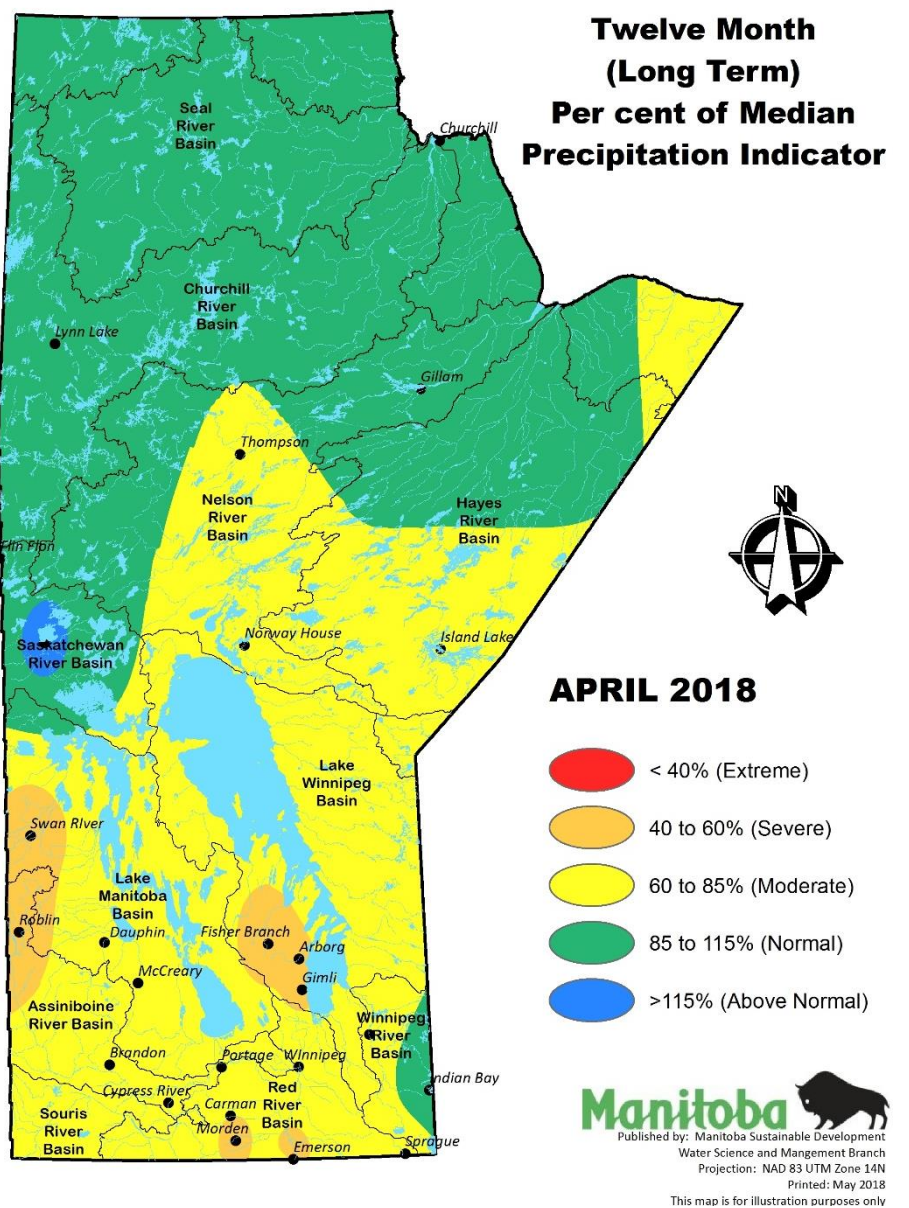 Twelve Month
(Long Term)
Per cent of Median
Precipitation Indicator
Seal
River
Basin
Churchill
Churchill
River
Basin
Lynn Lake
Gillam
Thompson
Nelson
River
Basin
Hayes
River
Basin
Flin Flon
N
Saskatchewan
River Basin
Norway House
Island Lake
APRIL 2018
< 40% (Extreme)
40 to 60% (Severe)
60 to 85% (Moderate)
85 to 115% (Normal)
>115% (Above Normal)
Lake
Winnipeg
Basin
Swan RIver
Lake
Manitoba
Basin
Roblin
Dauphin
Fisher Branch
Arborg
McCreary
Gimli
Assiniboine
River Basin
Winnipeg
River
Basin
Brandon
Portage
WInnipeg
Indian Bay
Cypress River
Carman
Red
River
Basin
Souris
River
Basin
Morden
Emerson
Sprague
Manitoba
Published by: Manitoba Sustainable Development
Water Science and Mangement Branch
Projection: NAD 83 UTM Zone 14N
Printed: May 2018
This map is for illustration purposes only